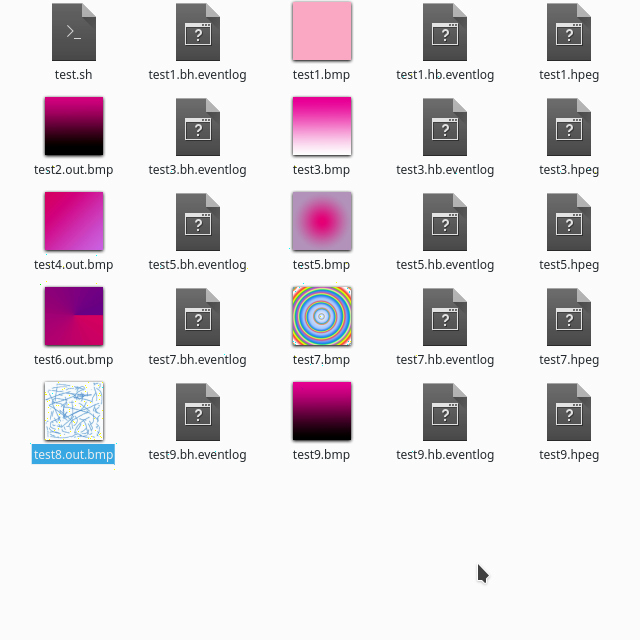 test.sh
test1.bh.eventlog
test1.bmp
test1.hb.eventlog
test1.hpeg
test2.out.bmp
test3.bh.eventlog
test3.bmp
test3.hb.eventlog
test3.hpeg
test4.out.bmp
test5.bh.eventlog
test5.bmp
test5.hb.eventlog
test5.hpeg
test6.out.bmp
test7.bh.eventlog
test7.bmp
test7.hb.eventlog
test7.hpeg
test8.out.bmp
test9.bh.eventlog
test9.bmp
test9.hb.eventlog
test9.hpeg